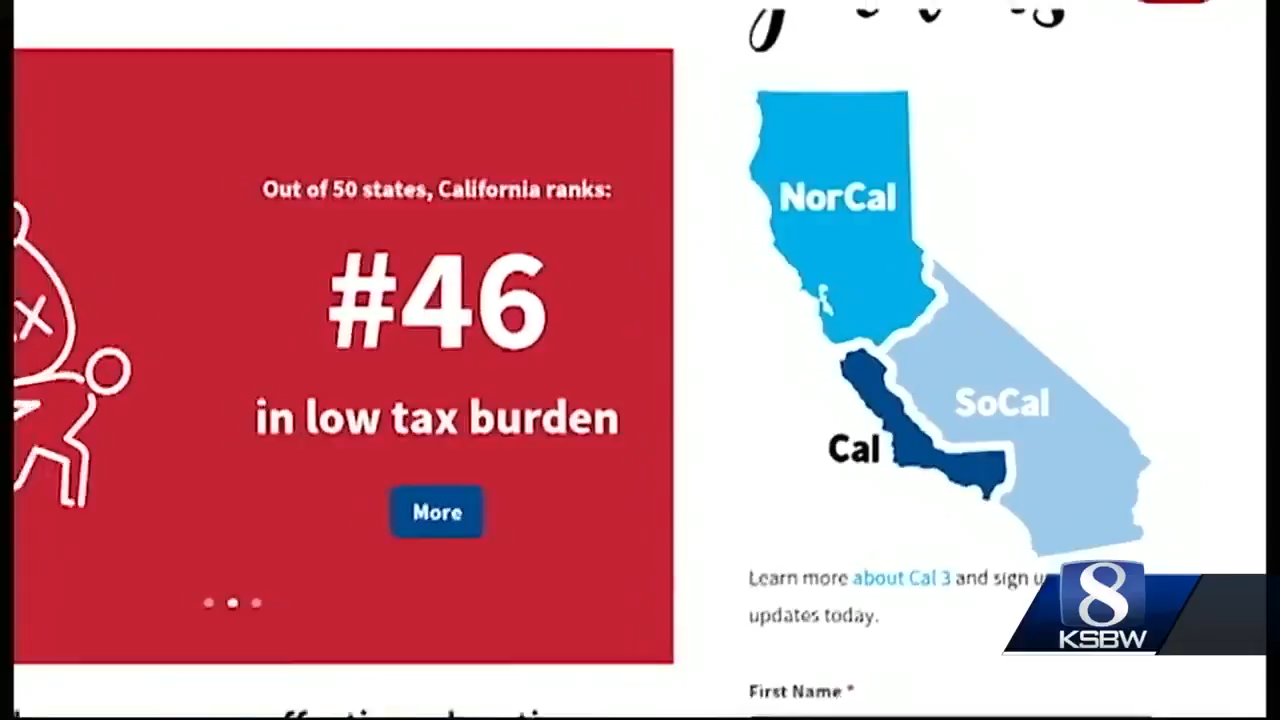 Out of 50 states, California ranks:
#46
in low tax burden
More
NorCal
SoCal
Cal
Learn more about Cal 3 and sign
updates today.
First Name *
8
KSBW